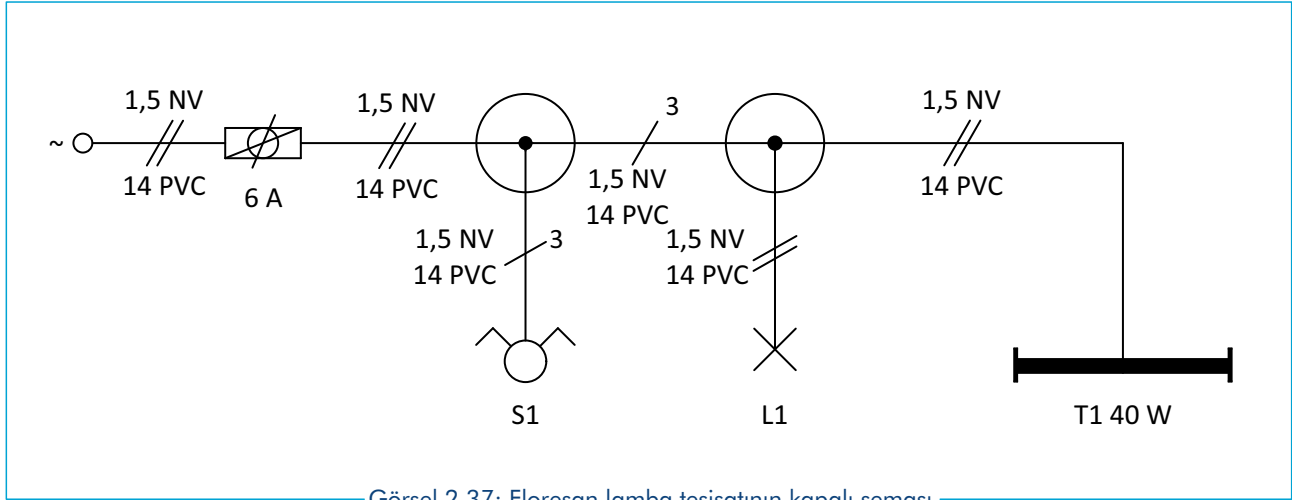 1,5 NV
14 PVC
~
6 A
1,5 NV
14 PVC
3
1,5 NV
14 PVC
1,5 NV
14 PVC
1,5 NV
14 PVC
3
1,5 NV
14 PVC
S1
L1
T1 40 W
Görsel 2.37: Floresan lamba tesisatının kapalı şeması